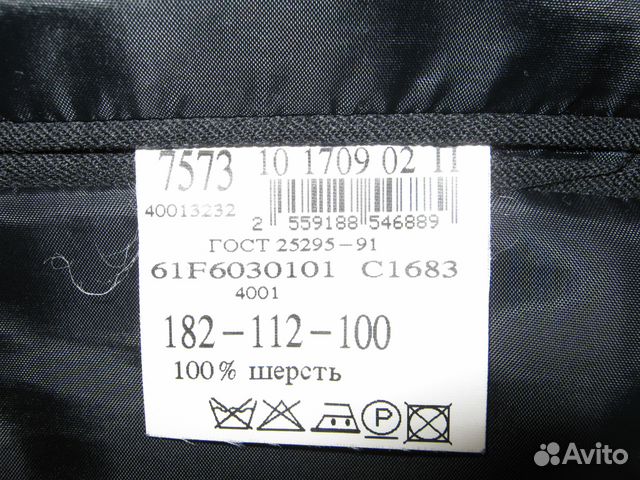 7573 10 1709 02 11
40013232
2 559188 546889
ГОСТ 25295-91
61F6030101 C1683
4001
182-112-100
100% шерсть
P
Avito